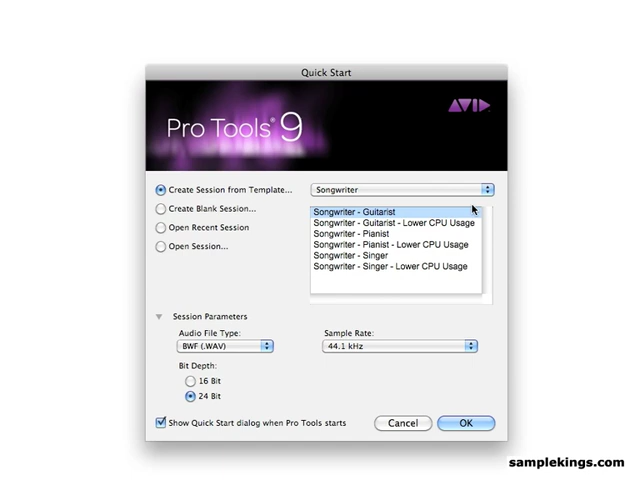 Quick Start
AVID
Pro Tools® 9
Create Session from Template...
Songwriter
Create Blank Session...
Open Recent Session
Open Session...
Songwriter - Guitarist
Songwriter - Guitarist - Lower CPU Usage
Songwriter - Pianist
Songwriter - Pianist - Lower CPU Usage
Songwriter - Singer
Songwriter - Singer - Lower CPU Usage
Session Parameters
Audio File Type:
Sample Rate:
BWF (.WAV)
44.1 kHz
Bit Depth:
16 Bit
24 Bit
Show Quick Start dialog when Pro Tools starts
Cancel
OK
samplekings.com